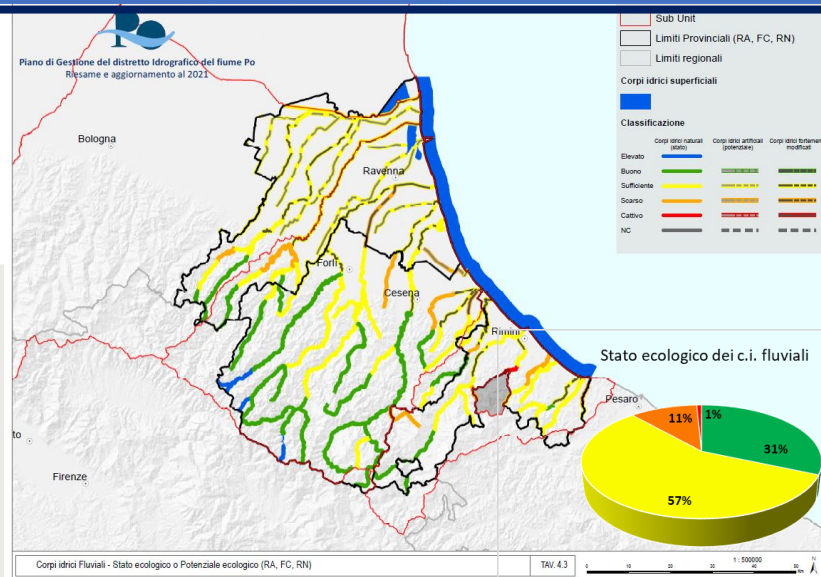 Piano di Gestione del distretto Idrografico del fiume Po
Riesame e aggiornamento al 2021
Sub Unit
Limiti Provinciali (RA, FC, RN)
Limiti regionali
Corpi idrici superficiali
Classificazione
Corpi idrici naturali (stato)
Corpi idrici artificiali (potenziale)
Corpi idrici fortemen modificati
Elevato
Buono
Sufficiente
Scarso
Cattivo
NC
Bologna
Ravenna
Forlì
Cesena
Rimini
Pesaro
to
Firenze
Stato ecologico dei c.i. fluviali
11%
1%
31%
57%
Corpi idrici Fluviali - Stato ecologico o Potenziale ecologico (RA, FC, RN)
TAV. 4.3
1 : 500000
N
0 10 20 30 40 50
Km